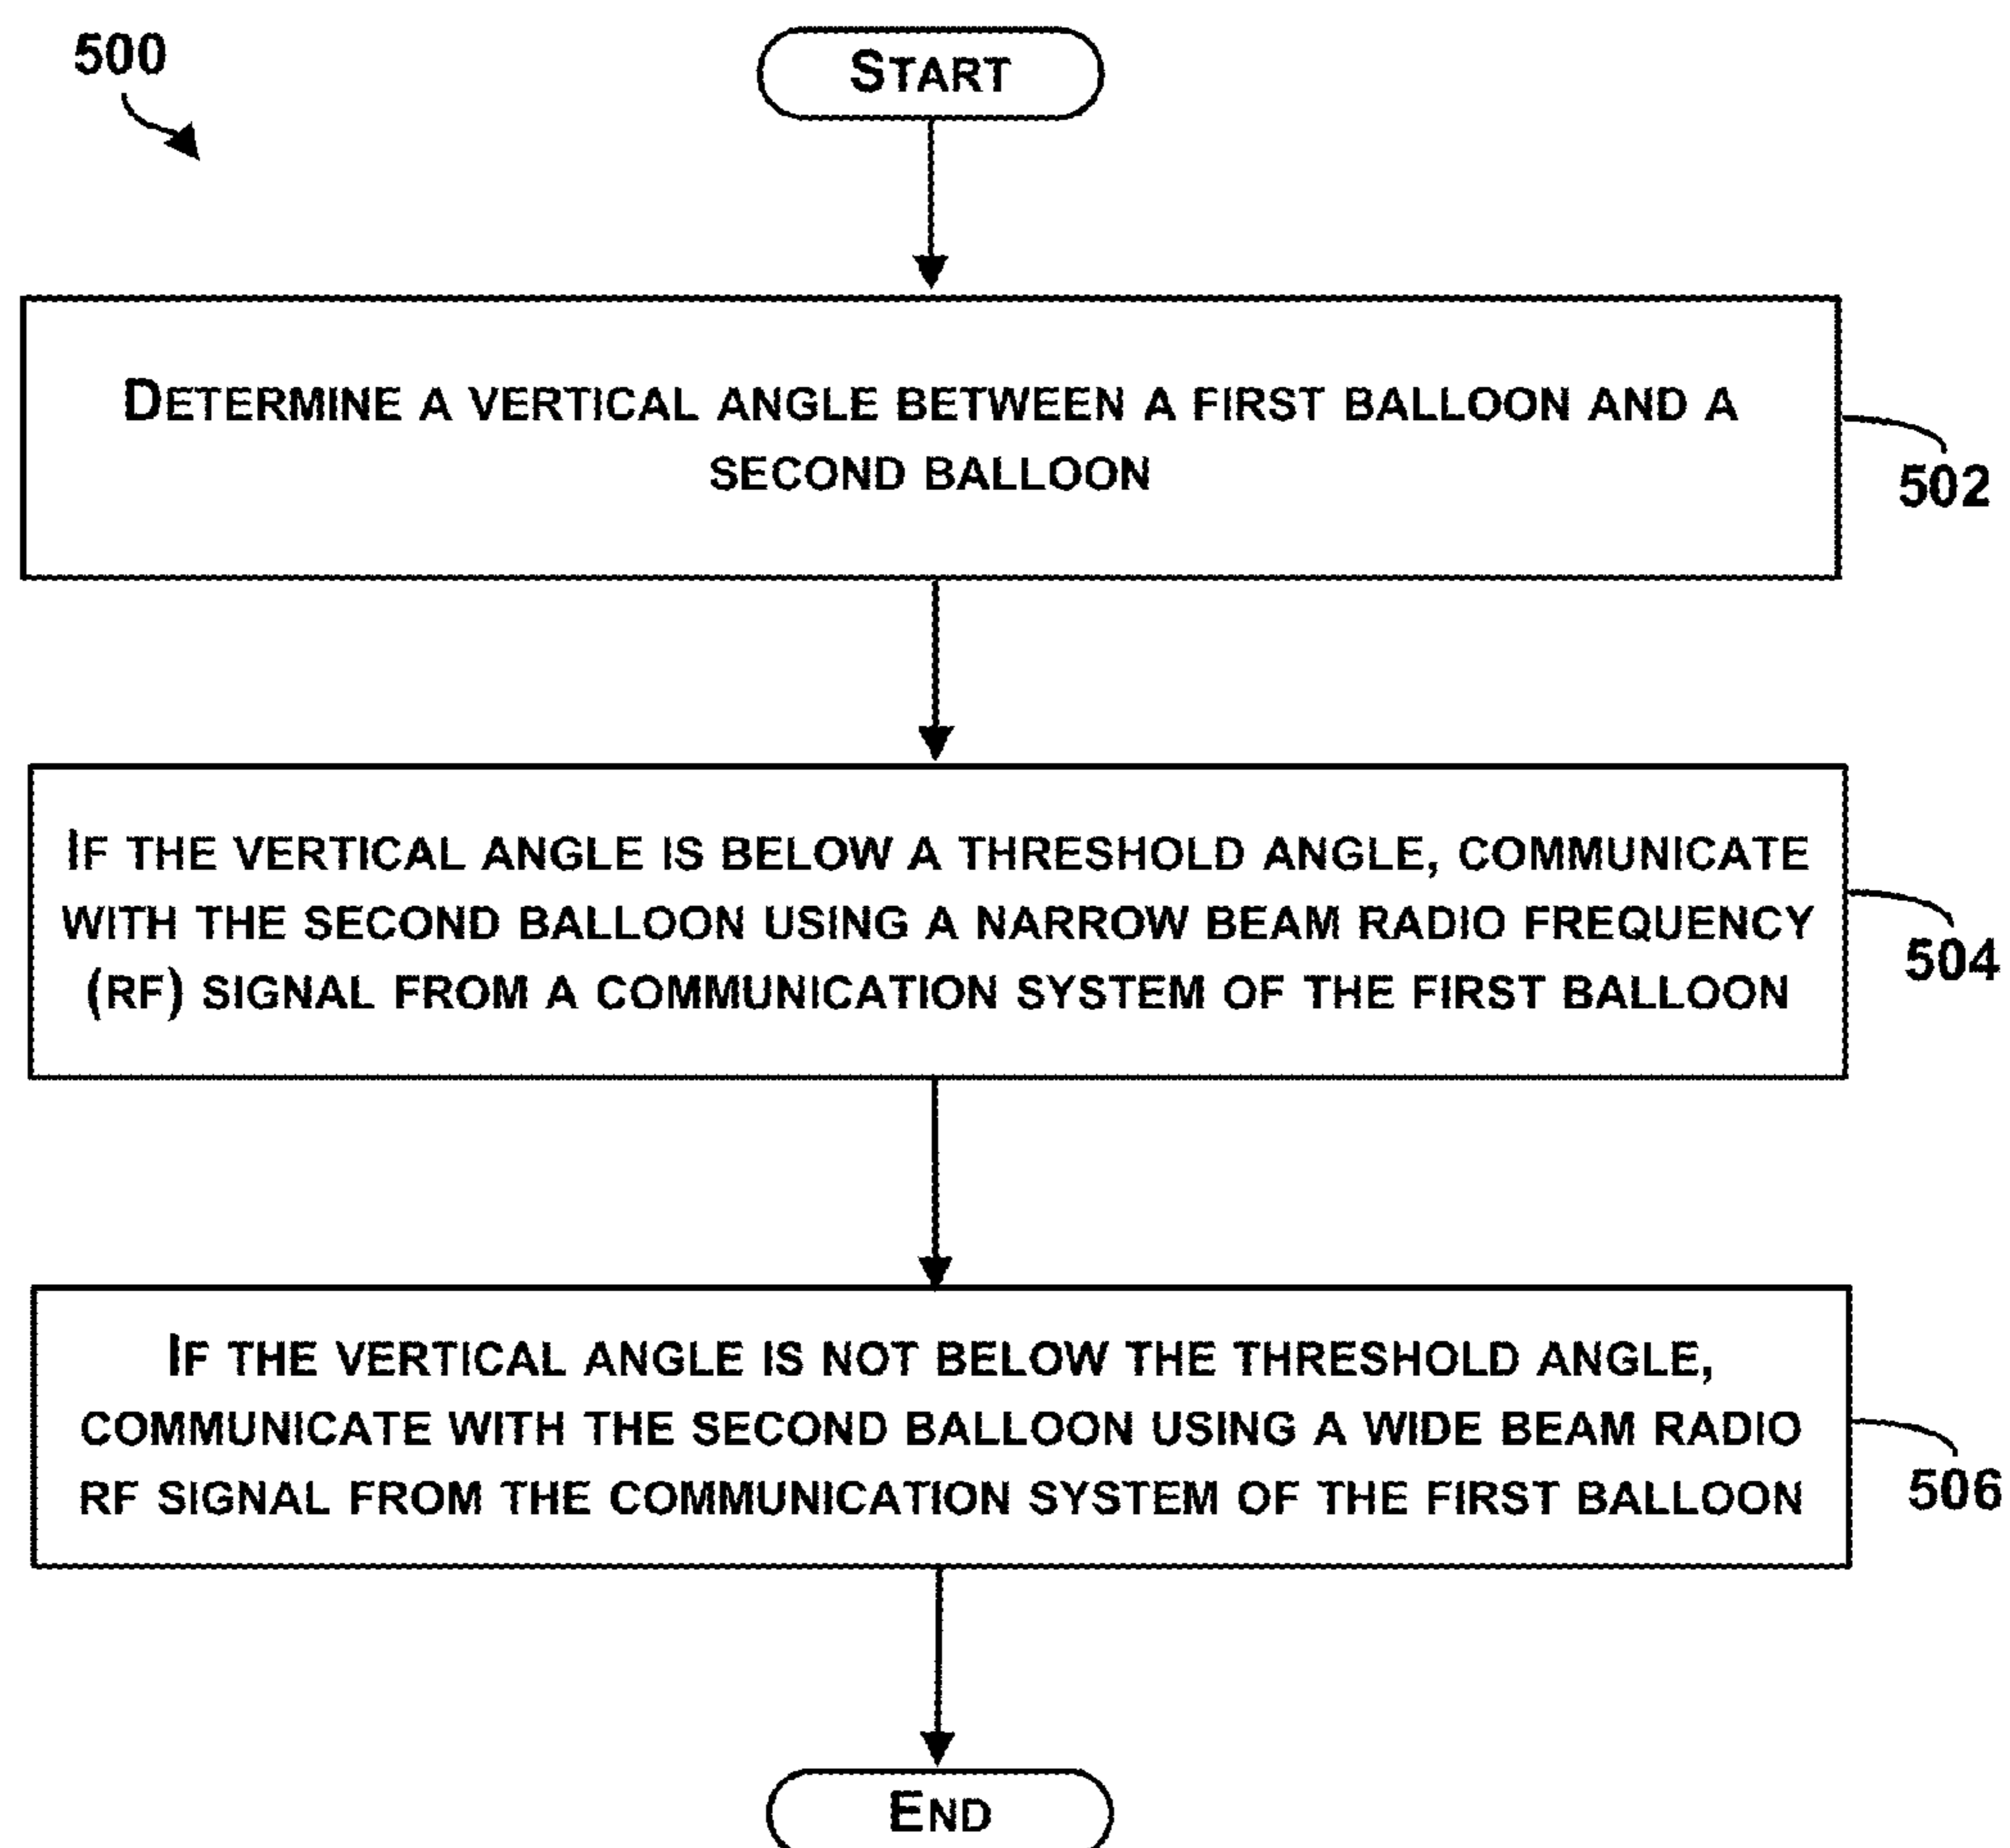 500
START
DETERMINE A VERTICAL ANGLE BETWEEN A FIRST BALLOON AND A
SECOND BALLOON
502
IF THE VERTICAL ANGLE IS BELOW A THRESHOLD ANGLE, COMMUNICATE
WITH THE SECOND BALLOON USING A NARROW BEAM RADIO FREQUENCY
(RF) SIGNAL FROM A COMMUNICATION SYSTEM OF THE FIRST BALLOON
504
IF THE VERTICAL ANGLE IS NOT BELOW THE THRESHOLD ANGLE,
COMMUNICATE WITH THE SECOND BALLOON USING A WIDE BEAM RADIO
RF SIGNAL FROM THE COMMUNICATION SYSTEM OF THE FIRST BALLOON
506
END